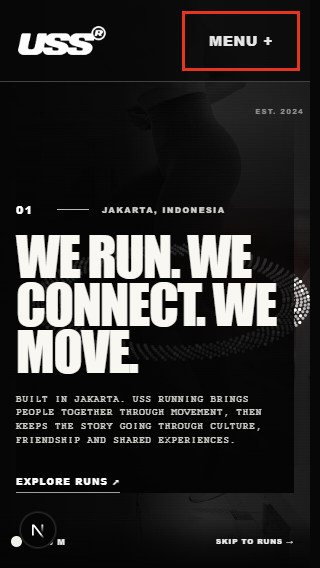 USS®
MENU +
EST. 2024
01
JAKARTA, INDONESIA
WE RUN. WE
CONNECT. WE
MOVE.
BUILT IN JAKARTA. USS RUNNING BRINGS
PEOPLE TOGETHER THROUGH MOVEMENT, THEN
KEEPS THE STORY GOING THROUGH CULTURE,
FRIENDSHIP AND SHARED EXPERIENCES.
EXPLORE RUNS ↗
N
M
SKIP TO RUNS →